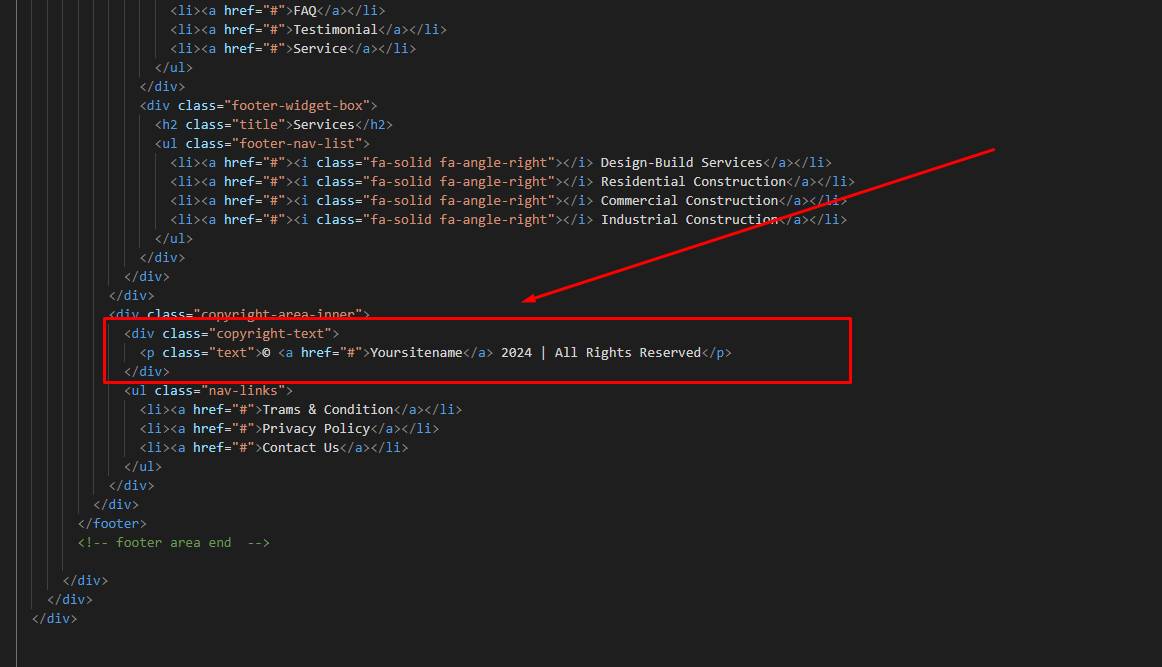 <li><a href="#">FAQ</a></li>
<li><a href="#">Testimonial</a></li>
<li><a href="#">Service</a></li>
</ul>
</div>
<div class="footer-widget-box">
<h2 class="title">Services</h2>
<ul class="footer-nav-list">
<li><a href="#"><i class="fa-solid fa-angle-right"></i> Design-Build Services</a></li>
<li><a href="#"><i class="fa-solid fa-angle-right"></i> Residential Construction</a></li>
<li><a href="#"><i class="fa-solid fa-angle-right"></i> Commercial Construction</a></li>
<li><a href="#"><i class="fa-solid fa-angle-right"></i> Industrial Construction</a></li>
</ul>
</div>
</div>
</div>
<div class="copyright-area-inner">
<div class="copyright-text">
<p class="text">© <a href="#">Yoursitename</a> 2024 | All Rights Reserved</p>
</div>
<ul class="nav-links">
<li><a href="#">Trams & Condition</a></li>
<li><a href="#">Privacy Policy</a></li>
<li><a href="#">Contact Us</a></li>
</ul>
</div>
</div>
</footer>
<!-- footer area end  -->
</div>
</div>
</div>